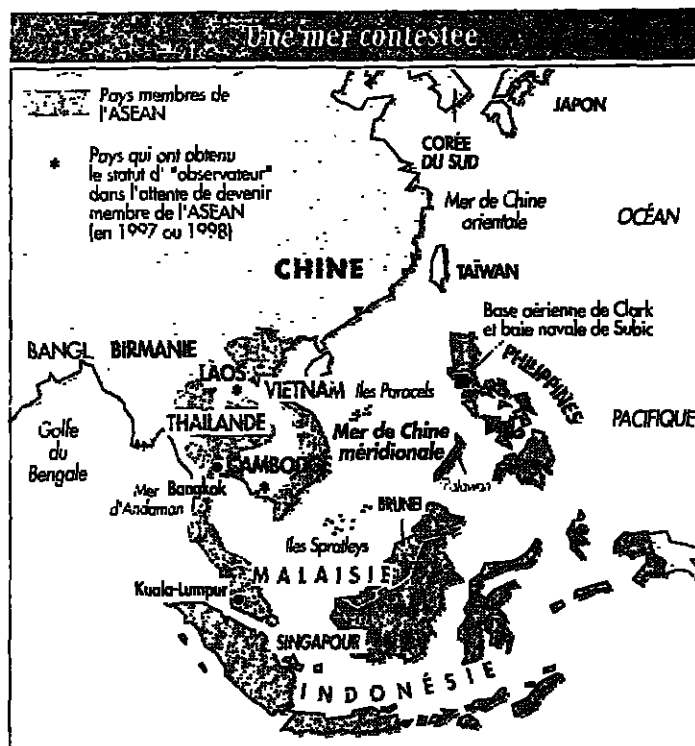 Une mer contestée
Pays membres de
l'ASEAN
* Pays qui ont obtenu
le statut d' "observateur"
dans l'attente de devenir
membre de l'ASEAN
(en 1997 ou 1998)
JAPON
CORÉE
DU SUD
Mer de Chine
orientale
OCÉAN
CHINE
TAÏWAN
Base aérienne de Clark
et baie navale de Subic
BANGL
BIRMANIE
LAOS
VIETNAM
Iles Paracels
PHILIPPINES
THAILANDE
Mer de Chine
méridionale
PACIFIQUE
Golfe
du
Bengale
CAMBOD
Palawan
Mer
d'Andaman
Bangkok
BRUNEI
Iles Spratleys
MALAISIE
Kuala-Lumpur
SINGAPOUR
INDONÉSIE